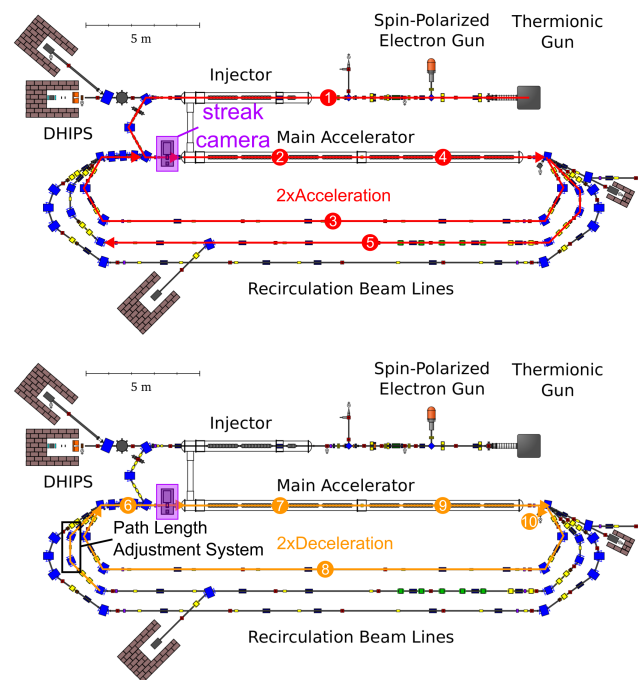 5 m
Spin-Polarized
Electron Gun
Thermionic
Gun
Injector
1
DHIPS
streak
camera
Main Accelerator
2
4
2xAcceleration
3
5
Recirculation Beam Lines
5 m
Spin-Polarized
Electron Gun
Thermionic
Gun
Injector
DHIPS
Main Accelerator
6
7
9
10
Path Length
Adjustment System
2xDeceleration
8
Recirculation Beam Lines